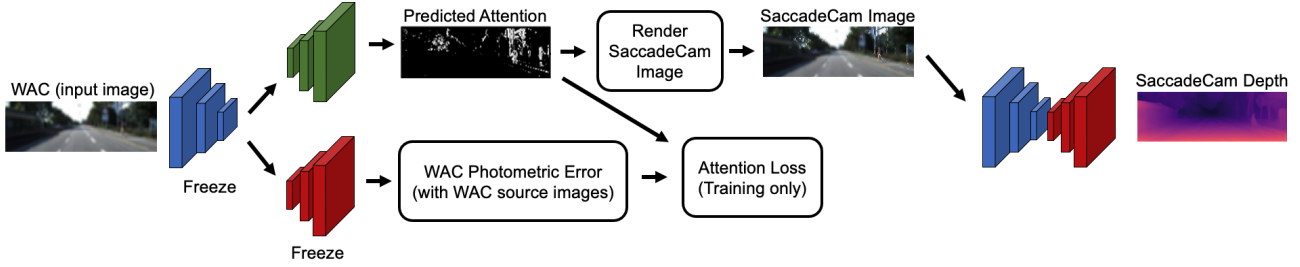 Predicted Attention
SaccadeCam Image
Render
SaccadeCam
Image
WAC (input image)
SaccadeCam Depth
Freeze
WAC Photometric Error
(with WAC source images)
Attention Loss
(Training only)
Freeze